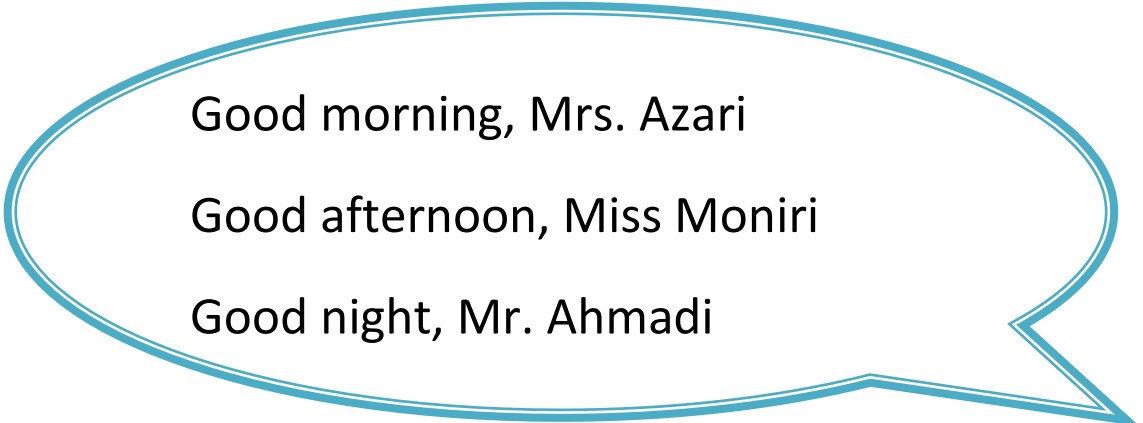 Good morning, Mrs. Azari
Good afternoon, Miss Moniri
Good night, Mr. Ahmadi